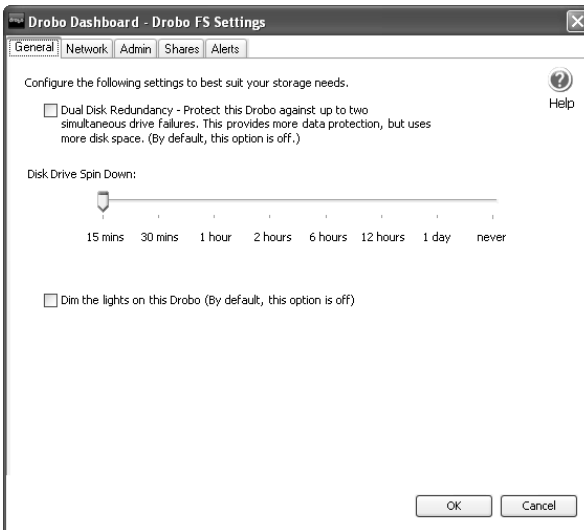 Drobo Dashboard - Drobo FS Settings
General Network Admin Shares Alerts
Configure the following settings to best suit your storage needs.
Help
Dual Disk Redundancy - Protect this Drobo against up to two
simultaneous drive failures. This provides more data protection, but uses
more disk space. (By default, this option is off.)
Disk Drive Spin Down:
15 mins 30 mins 1 hour 2 hours 6 hours 12 hours 1 day never
Dim the lights on this Drobo (By default, this option is off)
OK Cancel